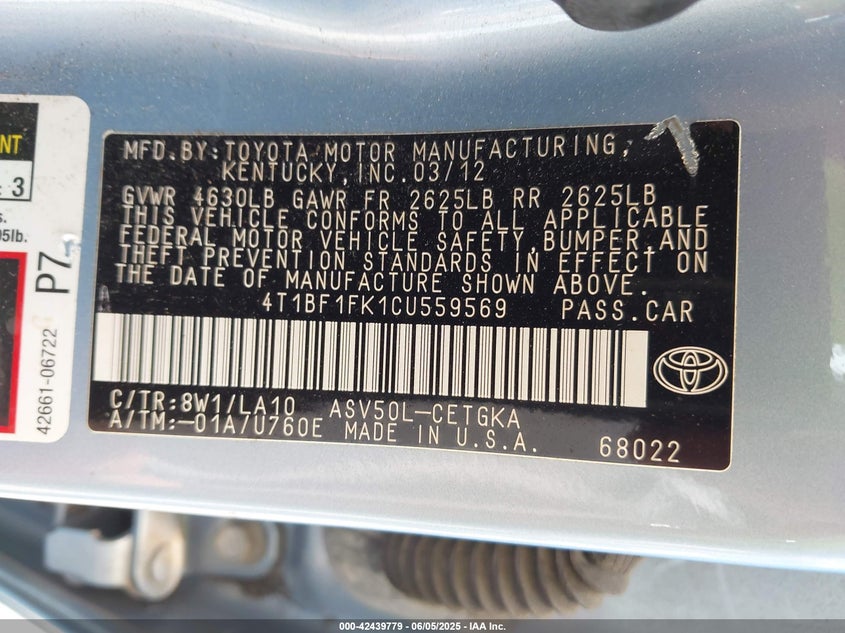 NT
: 3
s.
95lb.
P7
42661-06722
MFD.BY:TOYOTA MOTOR MANUFACTURING,
KENTUCKY,INC.03/12
GVWR 4630LB GAWR FR 2625LB RR 2625LB
THIS VEHICLE CONFORMS TO ALL APPLICABLE
FEDERAL MOTOR VEHICLE SAFETY,BUMPER,AND
THEFT PREVENTION STANDARDS IN EFFECT ON
THE DATE OF MANUFACTURE SHOWN ABOVE.
4T1BF1FK1CU559569 PASS.CAR
C/TR:8W1/LA10 ASV50L-CETGKA
A/TM:-01A/U760E MADE IN U.S.A. 68022
000-42439779 - 06/05/2025 - IAA Inc.